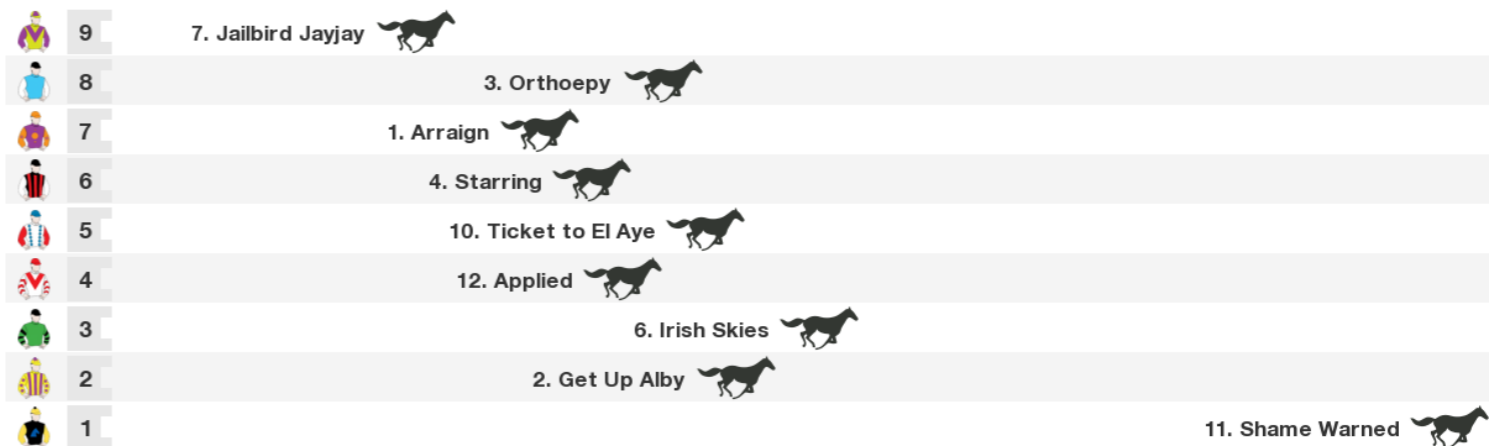 9 7. Jailbird Jayjay
8 3. Orthoepy
7 1. Arraign
6 4. Starring
5 10. Ticket to El Aye
4 12. Applied
3 6. Irish Skies
2 2. Get Up Alby
1 11. Shame Warned